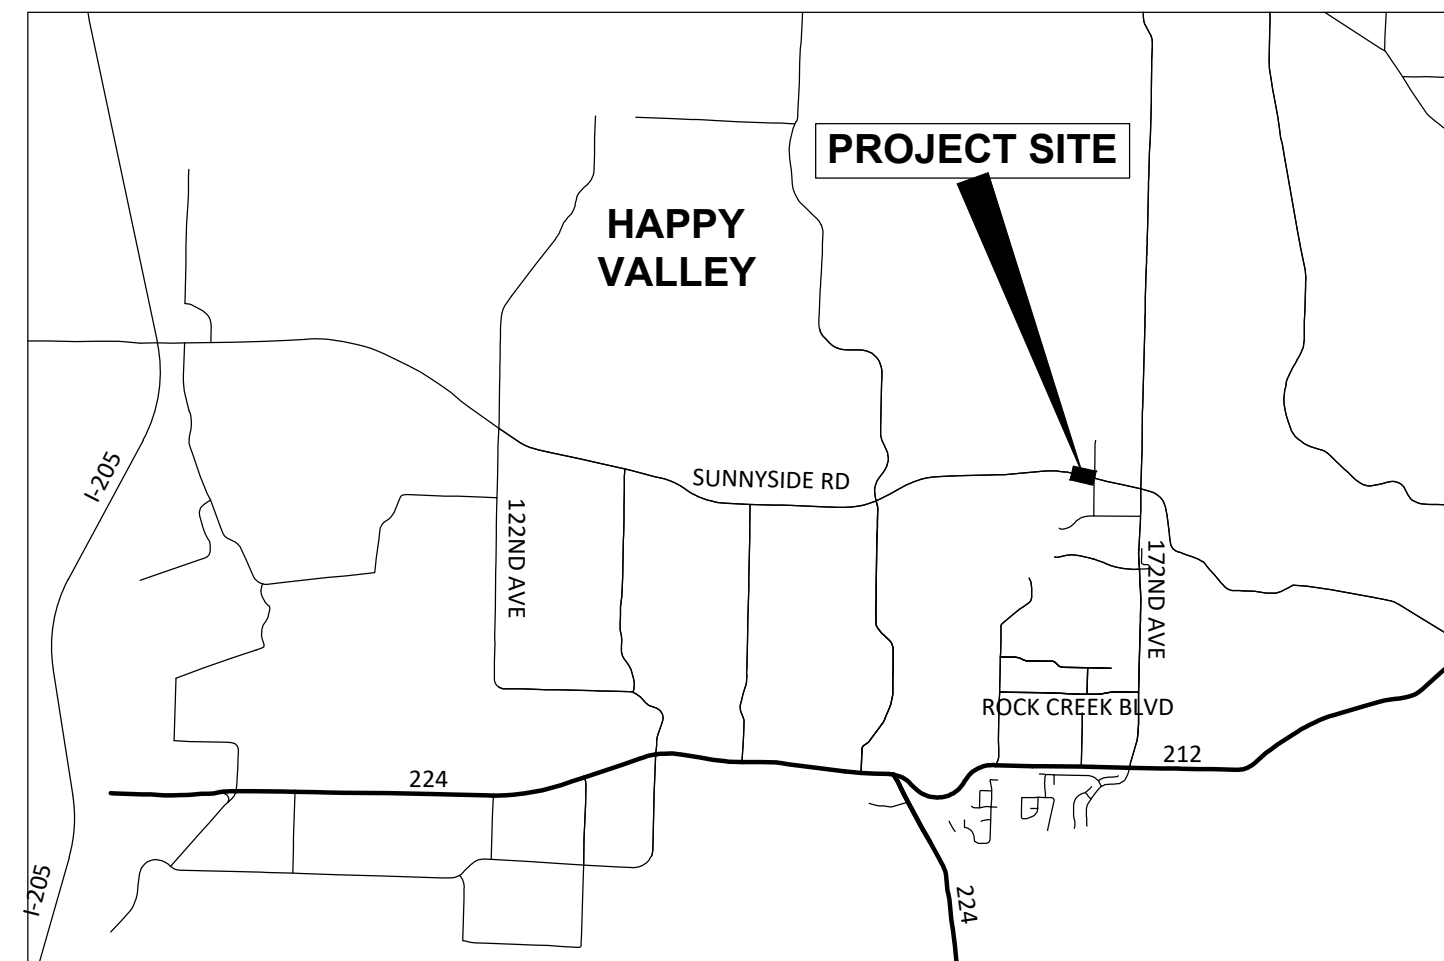 PROJECT SITE
HAPPY
VALLEY
I-205
SUNNYSIDE RD
122ND AVE
172ND AVE
ROCK CREEK BLVD
212
224
I-205
224